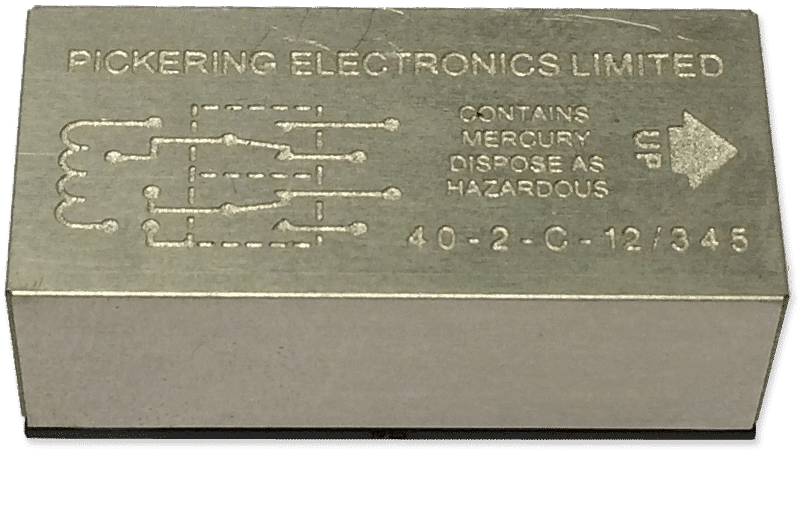 PICKERING ELECTRONICS LIMITED
CONTAINS
MERCURY
DISPOSE AS
HAZARDOUS
UP
40-2-C-12/345